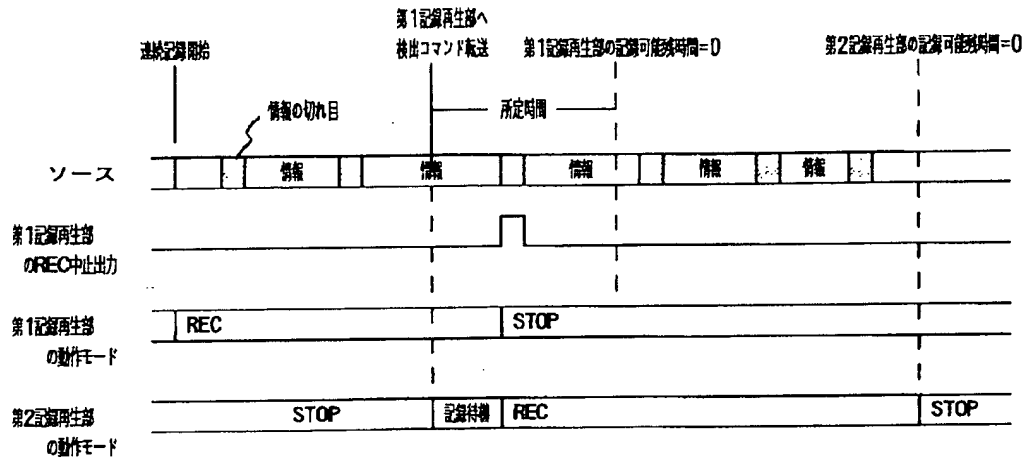 連続記録開始
第1記録再生部へ
検出コマンド転送
第1記録再生部の記録可能残時間=0
第2記録再生部の記録可能残時間=0
所定時間
情報の切れ目
ソース
情報
情報
情報
情報
情報
第1記録再生部
のREC中止出力
第1記録再生部
の動作モード
REC
STOP
第2記録再生部
の動作モード
STOP
記録待機
REC
STOP